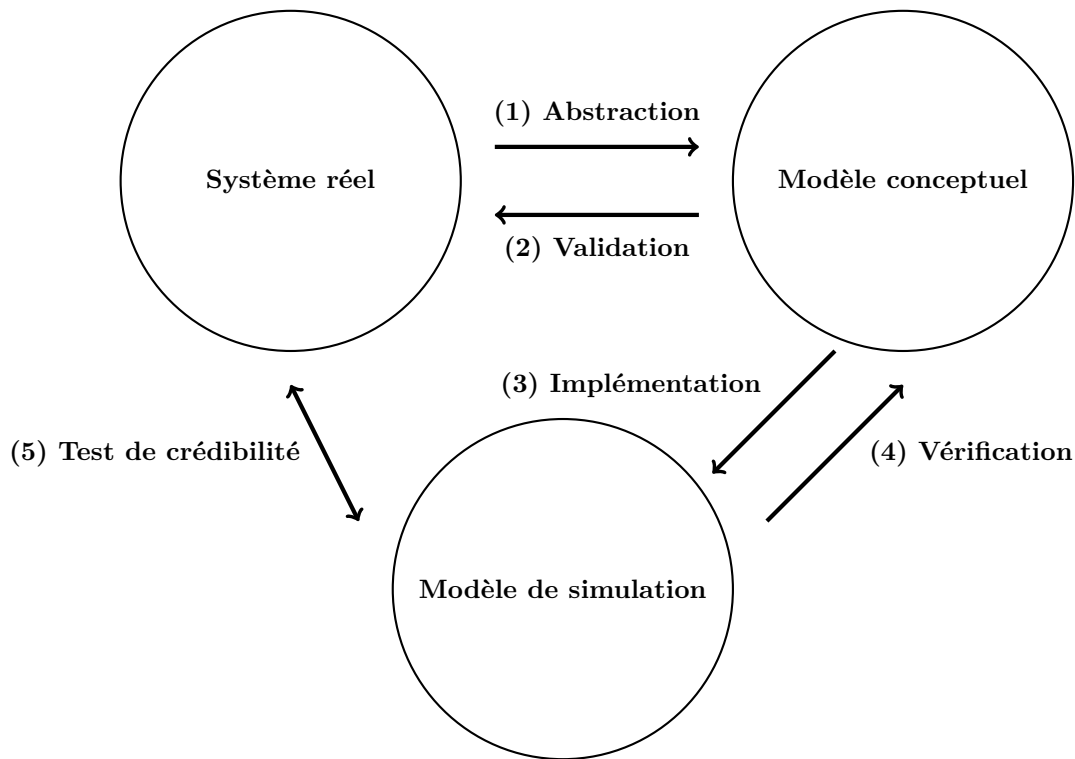 (1) Abstraction
Système réel
Modèle conceptuel
(2) Validation
(3) Implémentation
(5) Test de crédibilité
(4) Vérification
Modèle de simulation